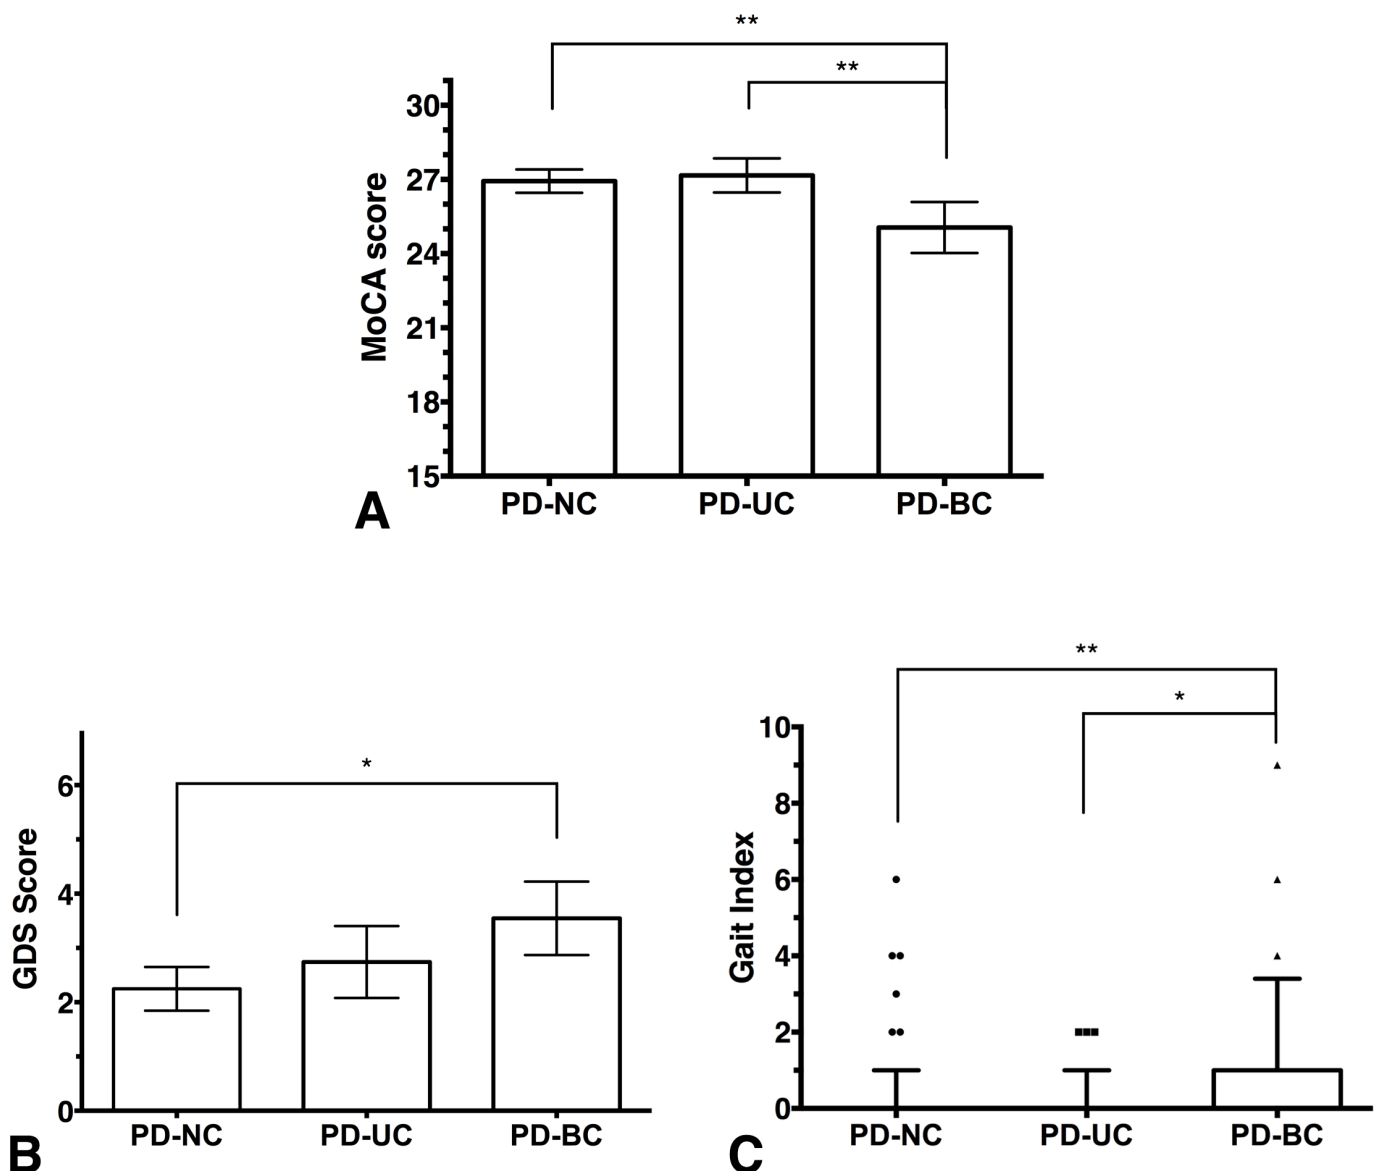 **
**
30
27
24
21
18
15
MoCA score
PD-NC PD-UC PD-BC
A
*
6
4
2
0
GDS Score
PD-NC PD-UC PD-BC
B
**
*
10
8
6
4
2
0
Gait Index
PD-NC PD-UC PD-BC
C